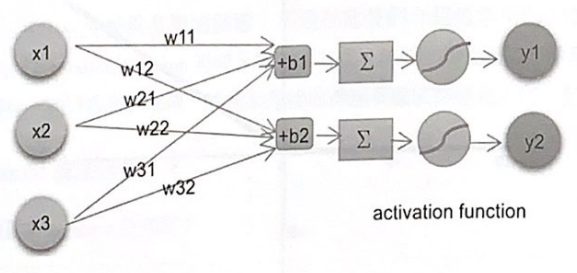 x1
w11
w12
+b1
Σ
y1
x2
w21
w22
+b2
Σ
y2
w31
x3
w32
activation function